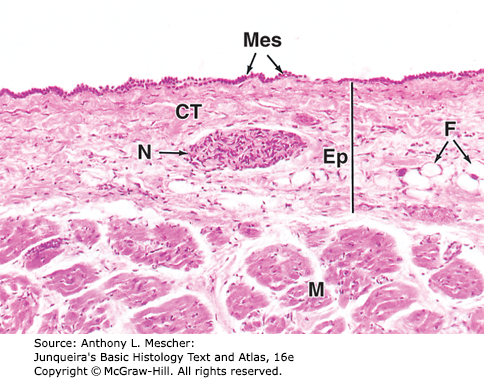 Mes
CT
F
N
Ep
M
Source: Anthony L. Mescher:
Junqueira's Basic Histology Text and Atlas, 16e
Copyright © McGraw-Hill. All rights reserved.